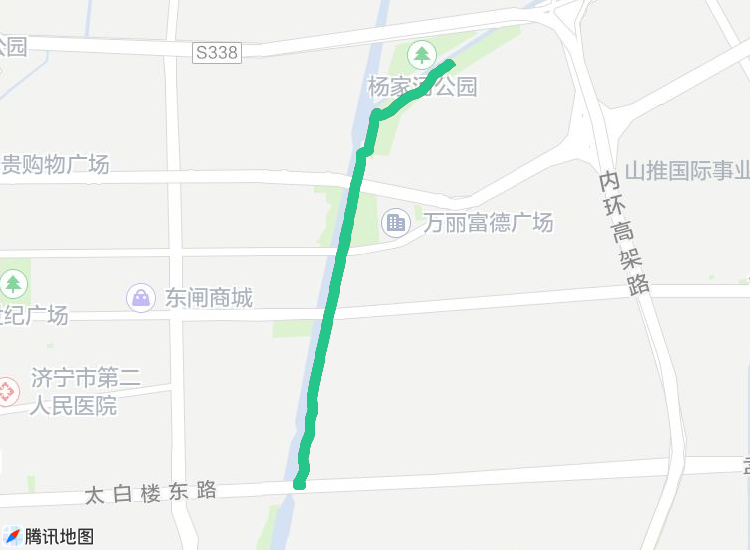 公园
S338
杨家河公园
贵购物广场
山推国际事业
内环高架路
万丽富德广场
东闸商城
世纪广场
济宁市第二
人民医院
太白楼东路
腾讯地图